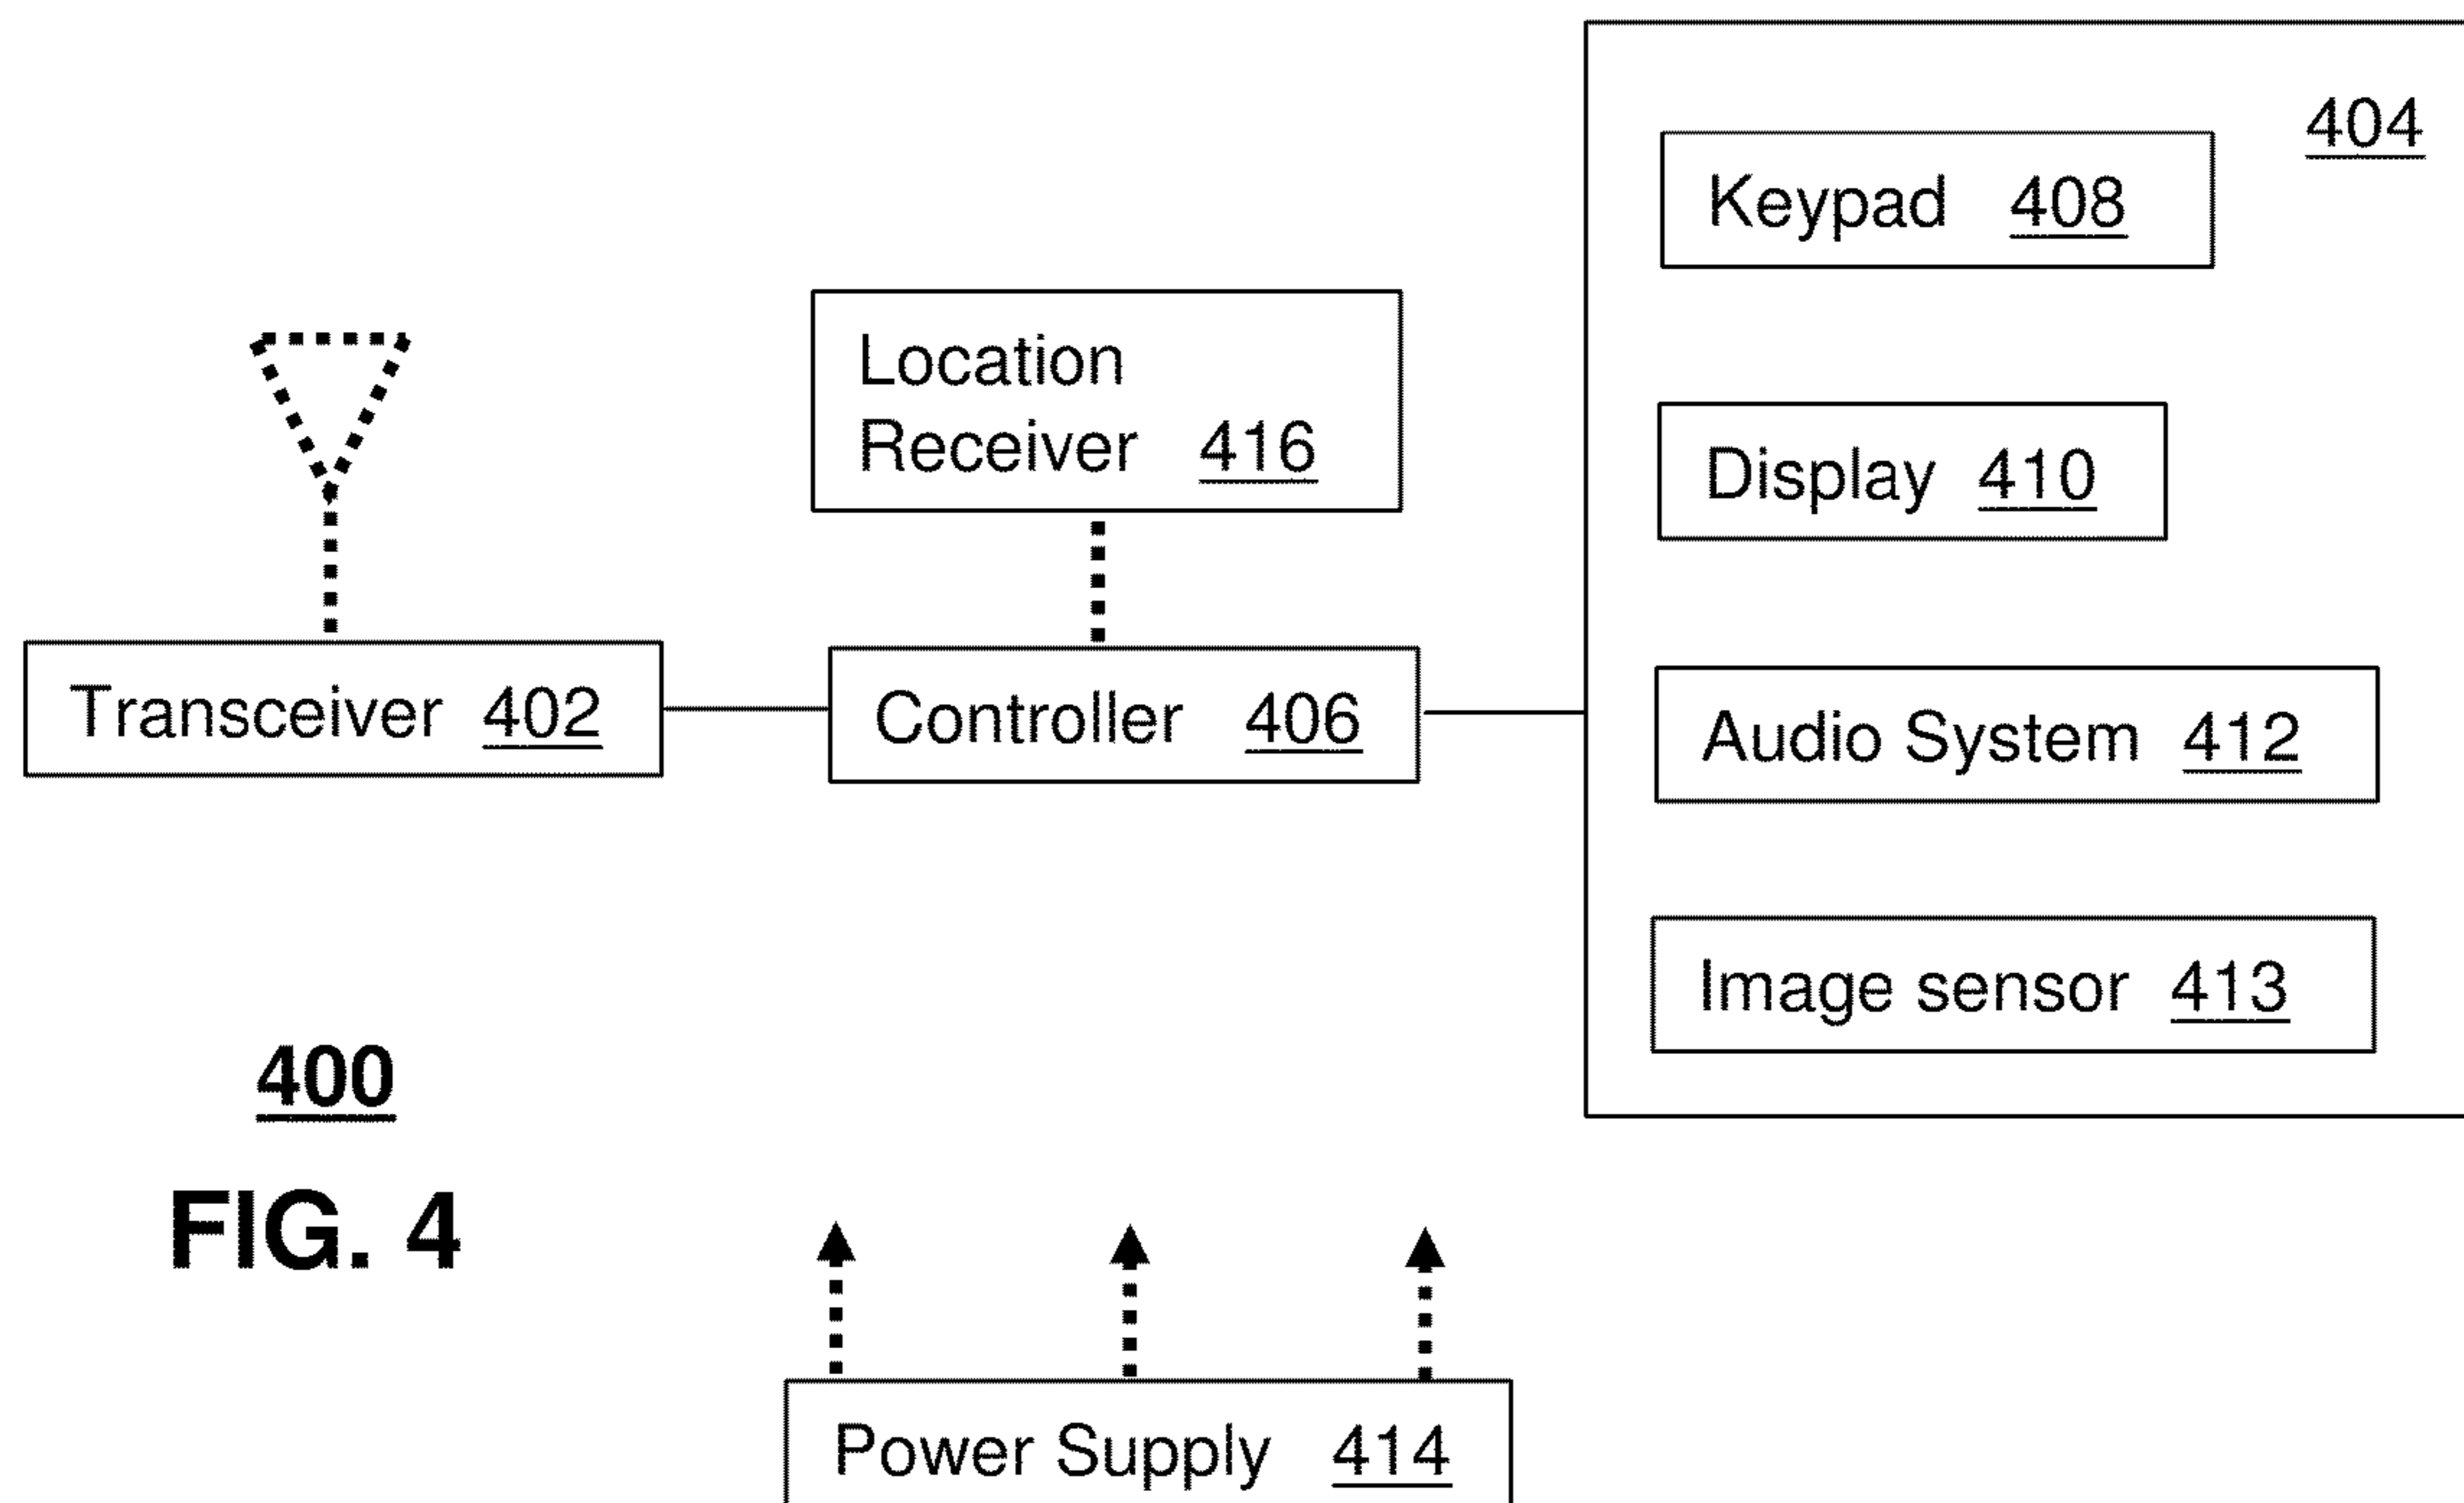 404
Keypad 408
Location
Receiver 416
Display 410
Transceiver 402
Controller 406
Audio System 412
Image sensor 413
400
FIG. 4
Power Supply 414